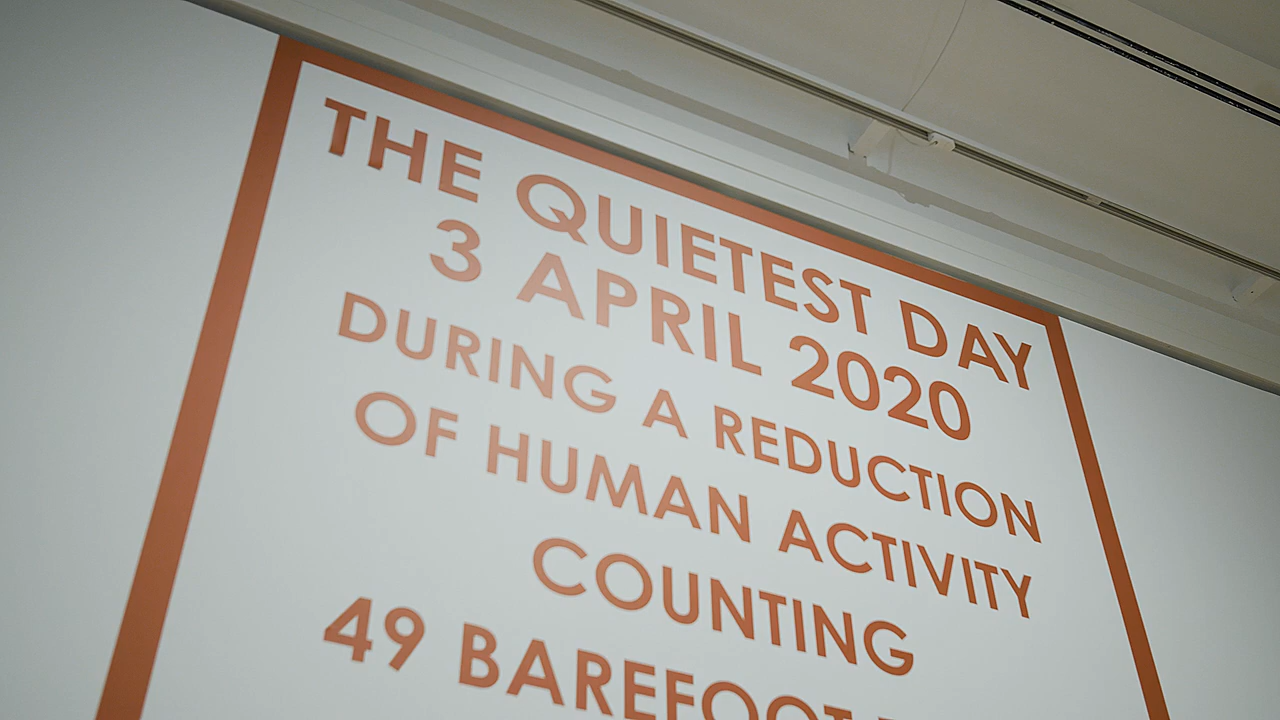 THE QUIETEST DAY
3 APRIL 2020
DURING A REDUCTION
OF HUMAN ACTIVITY
COUNTING
49 BAREFOOT